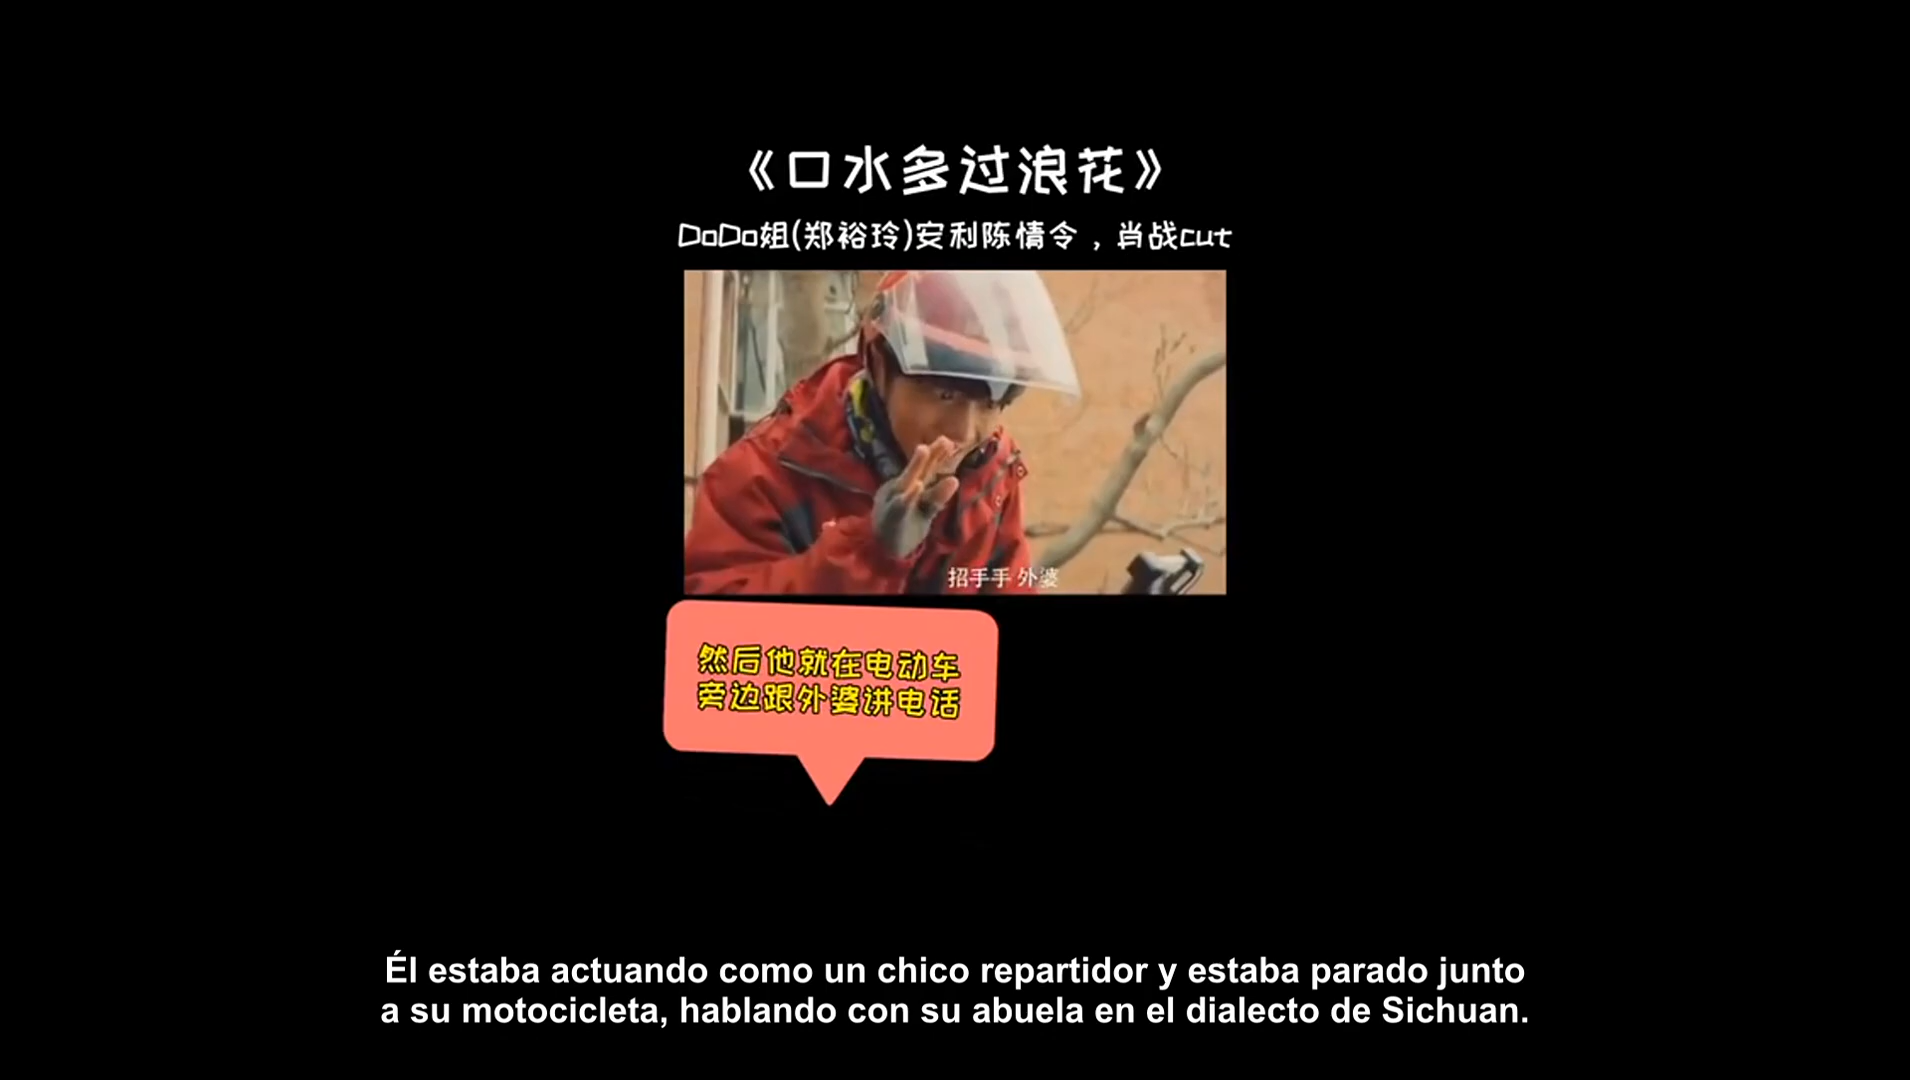 《口水多过浪花》
DoDo姐(郑裕玲)安利陈情令，肖战cut
招手手 外婆
然后他就在电动车
旁边跟外婆讲电话
Él estaba actuando como un chico repartidor y estaba parado junto
a su motocicleta, hablando con su abuela en el dialecto de Sichuan.